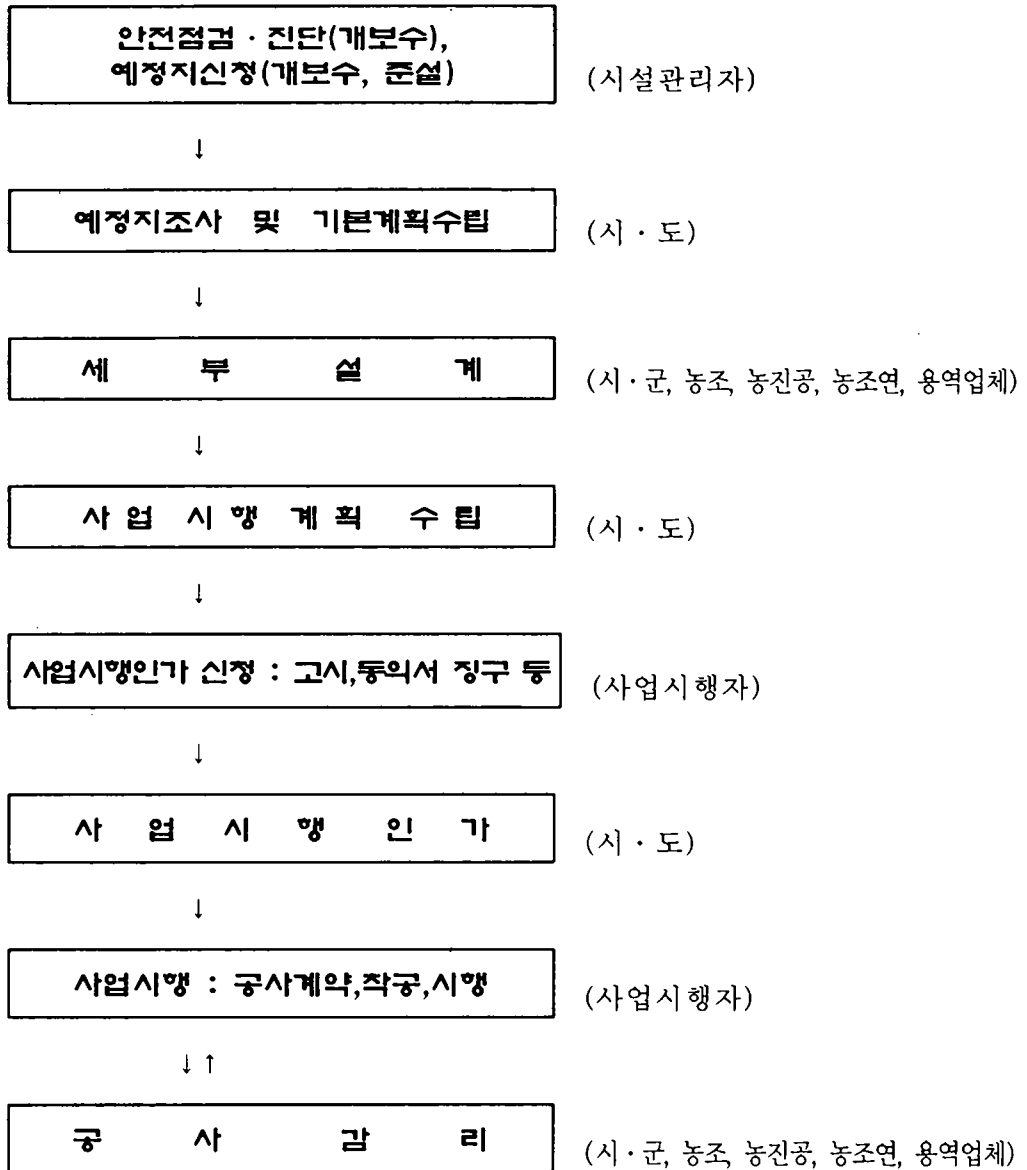 안전점검 · 진단(개보수),
예정지신청(개보수, 준설)
(시설관리자)
↓
예정지조사 및 기본계획수립
(시 · 도)
↓
세 부 설 계
(시 · 군, 농조, 농진공, 농조연, 용역업체)
↓
사 업 시 행 계 획 수 립
(시 · 도)
↓
사업시행인가 신청 : 고시,동의서 징구 등
(사업시행자)
↓
사 업 시 행 인 가
(시 · 도)
↓
사업시행 : 공사계약,착공,시행
(사업시행자)
↓ ↑
공 사 감 리
(시 · 군, 농조, 농진공, 농조연, 용역업체)